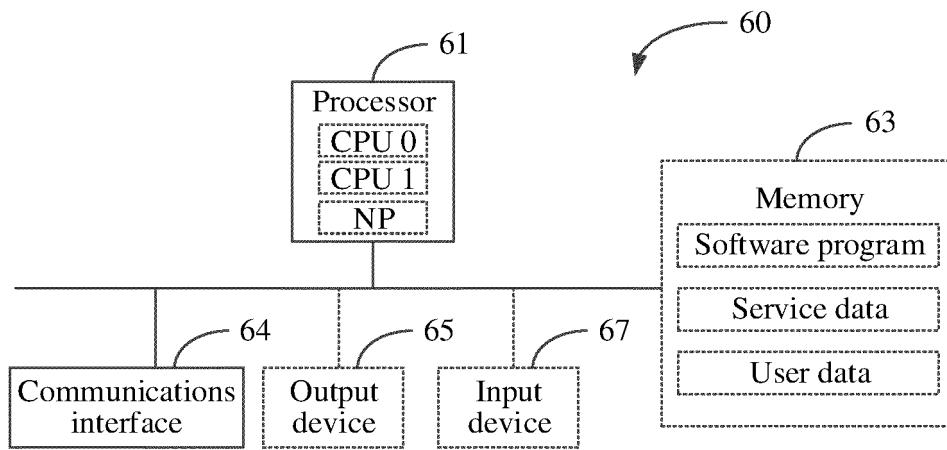 60
61
Processor
CPU 0
CPU 1
NP
63
Memory
Software program
Service data
User data
64
Communications
interface
65
Output
device
67
Input
device